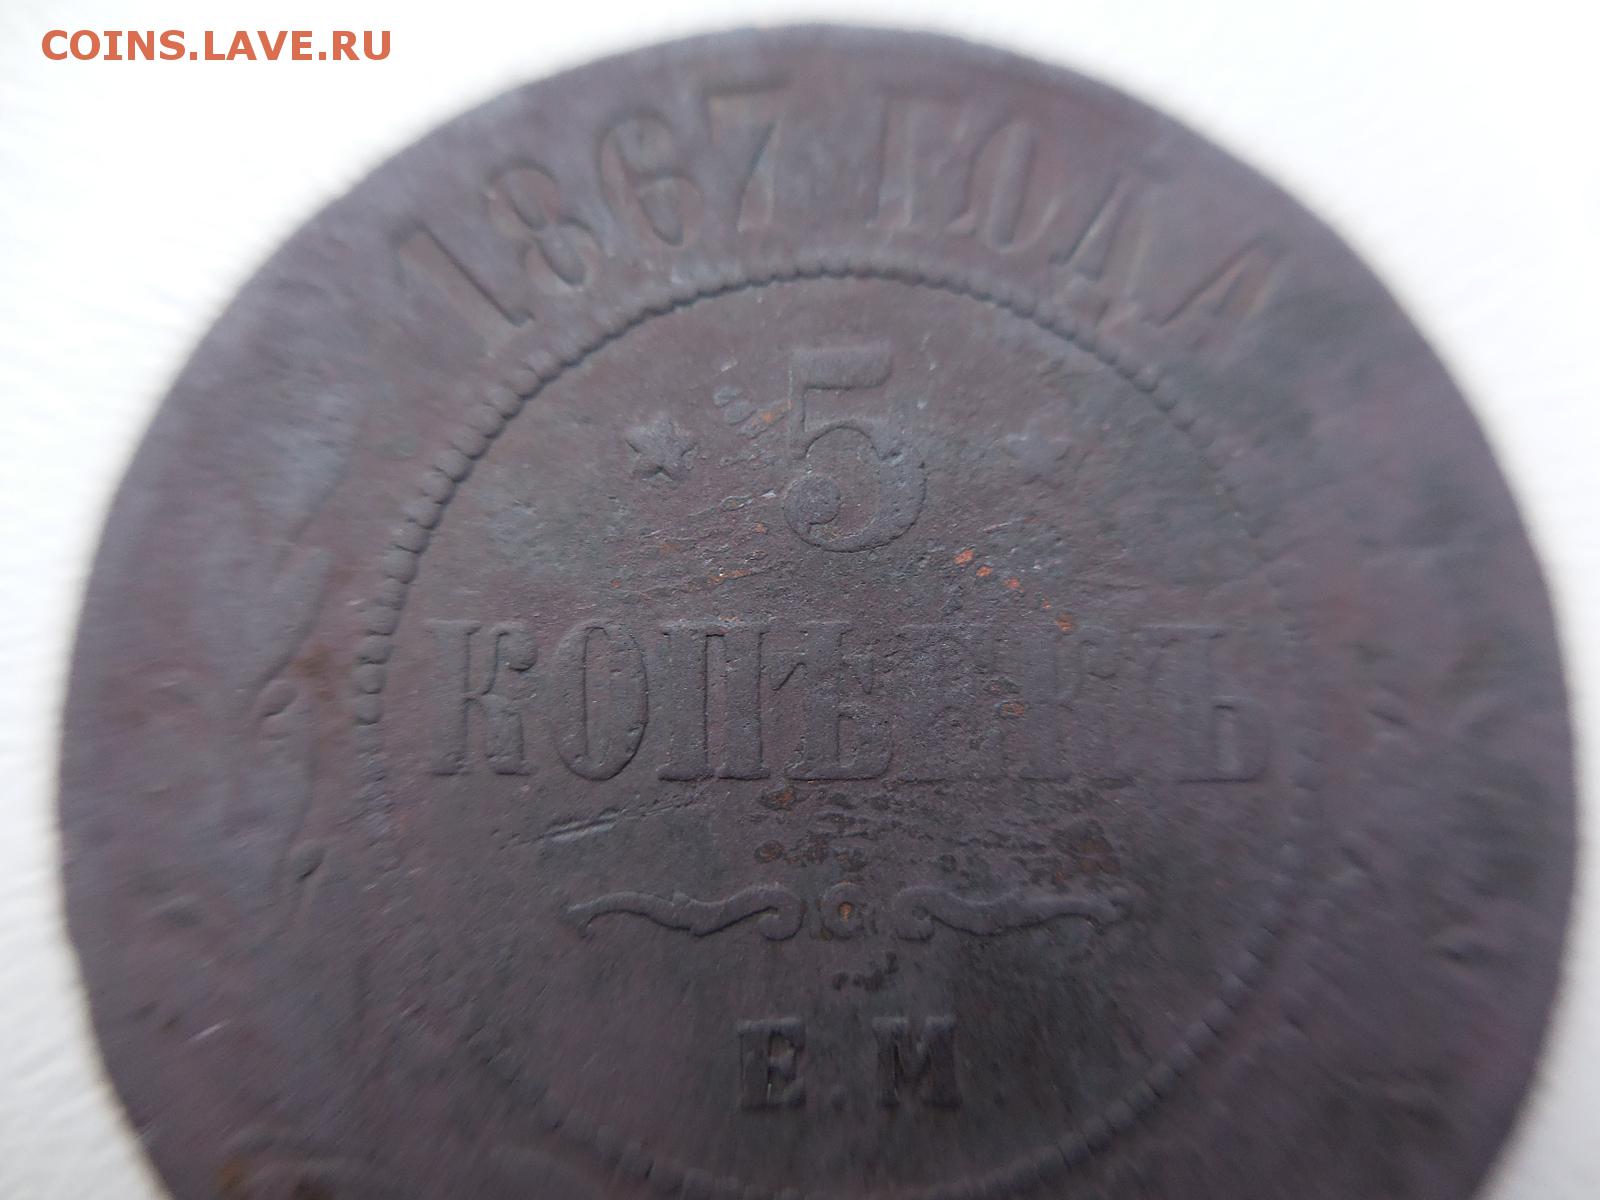 COINS.LAVE.RU
1867 ГОДА
5
КОПѢЕКЪ
Е.М.